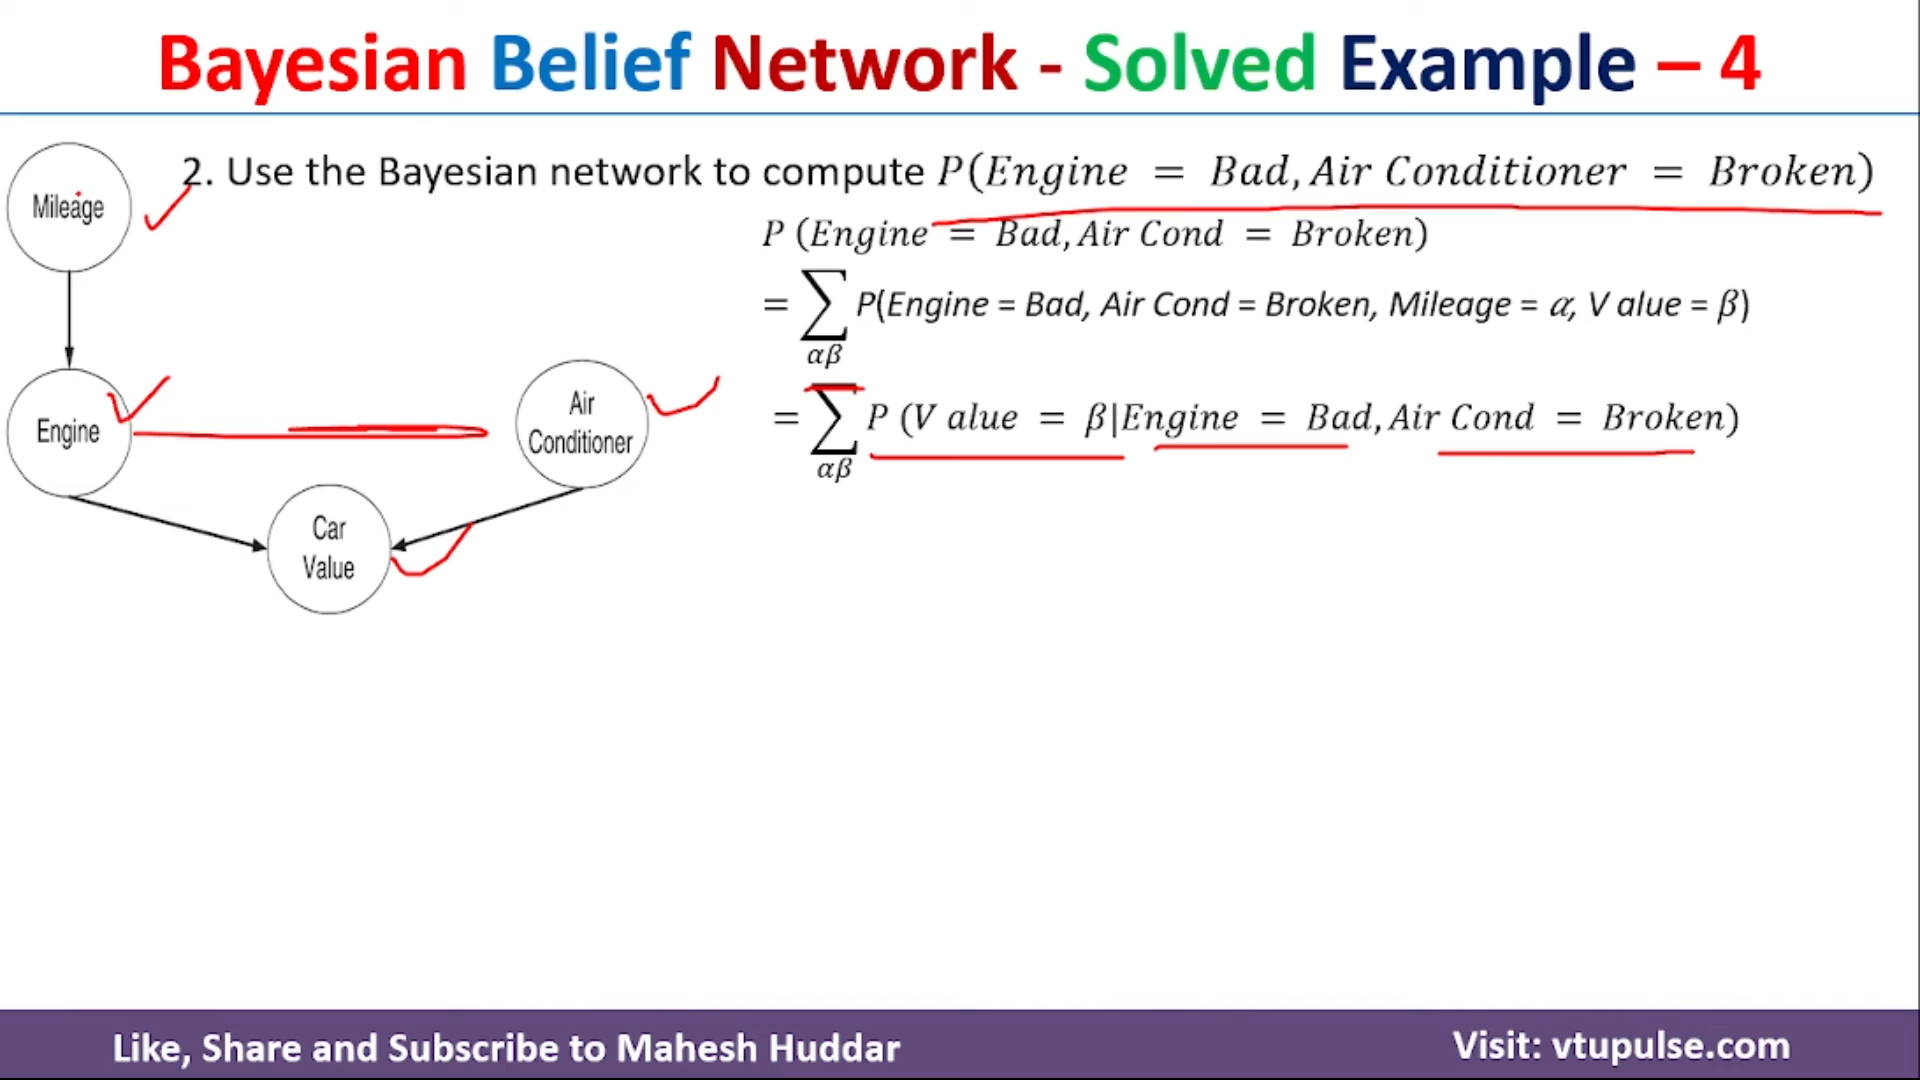 Bayesian Belief Network - Solved Example – 4
Mileage
2. Use the Bayesian network to compute P(Engine = Bad, Air Conditioner = Broken)
P (Engine = Bad, Air Cond = Broken)
= ∑ P(Engine = Bad, Air Cond = Broken, Mileage = α, V alue = β)
αβ
= ∑ P (V alue = β|Engine = Bad, Air Cond = Broken)
αβ
Engine
Air
Conditioner
Car
Value
Like, Share and Subscribe to Mahesh Huddar
Visit: vtupulse.com